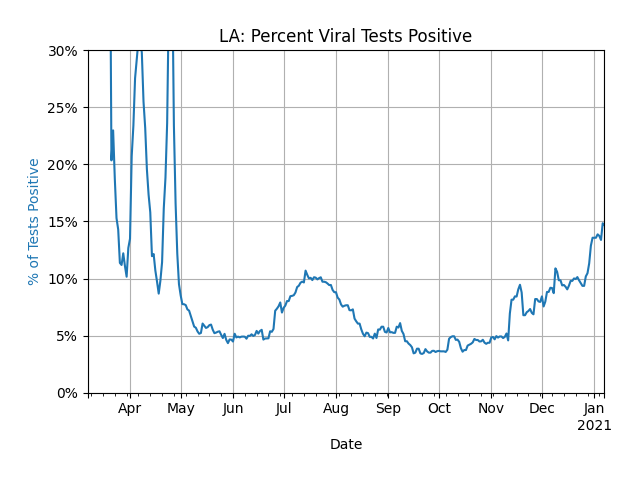 LA: Percent Viral Tests Positive
30%
25%
20%
15%
10%
5%
0%
% of Tests Positive
Apr May Jun Jul Aug Sep Oct Nov Dec Jan
2021
Date